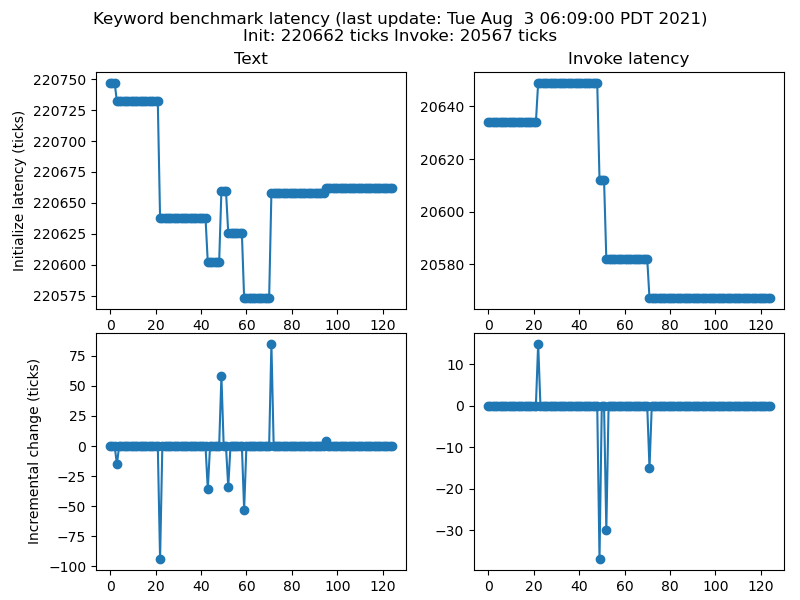 Keyword benchmark latency (last update: Tue Aug  3 06:09:00 PDT 2021)
Init: 220662 ticks Invoke: 20567 ticks
Text
Invoke latency
Initialize latency (ticks)
220750
220725
220700
220675
220650
220625
220600
220575
0 20 40 60 80 100 120
20640
20620
20600
20580
0 20 40 60 80 100 120
Incremental change (ticks)
75
50
25
0
−25
−50
−75
−100
0 20 40 60 80 100 120
10
0
−10
−20
−30
0 20 40 60 80 100 120